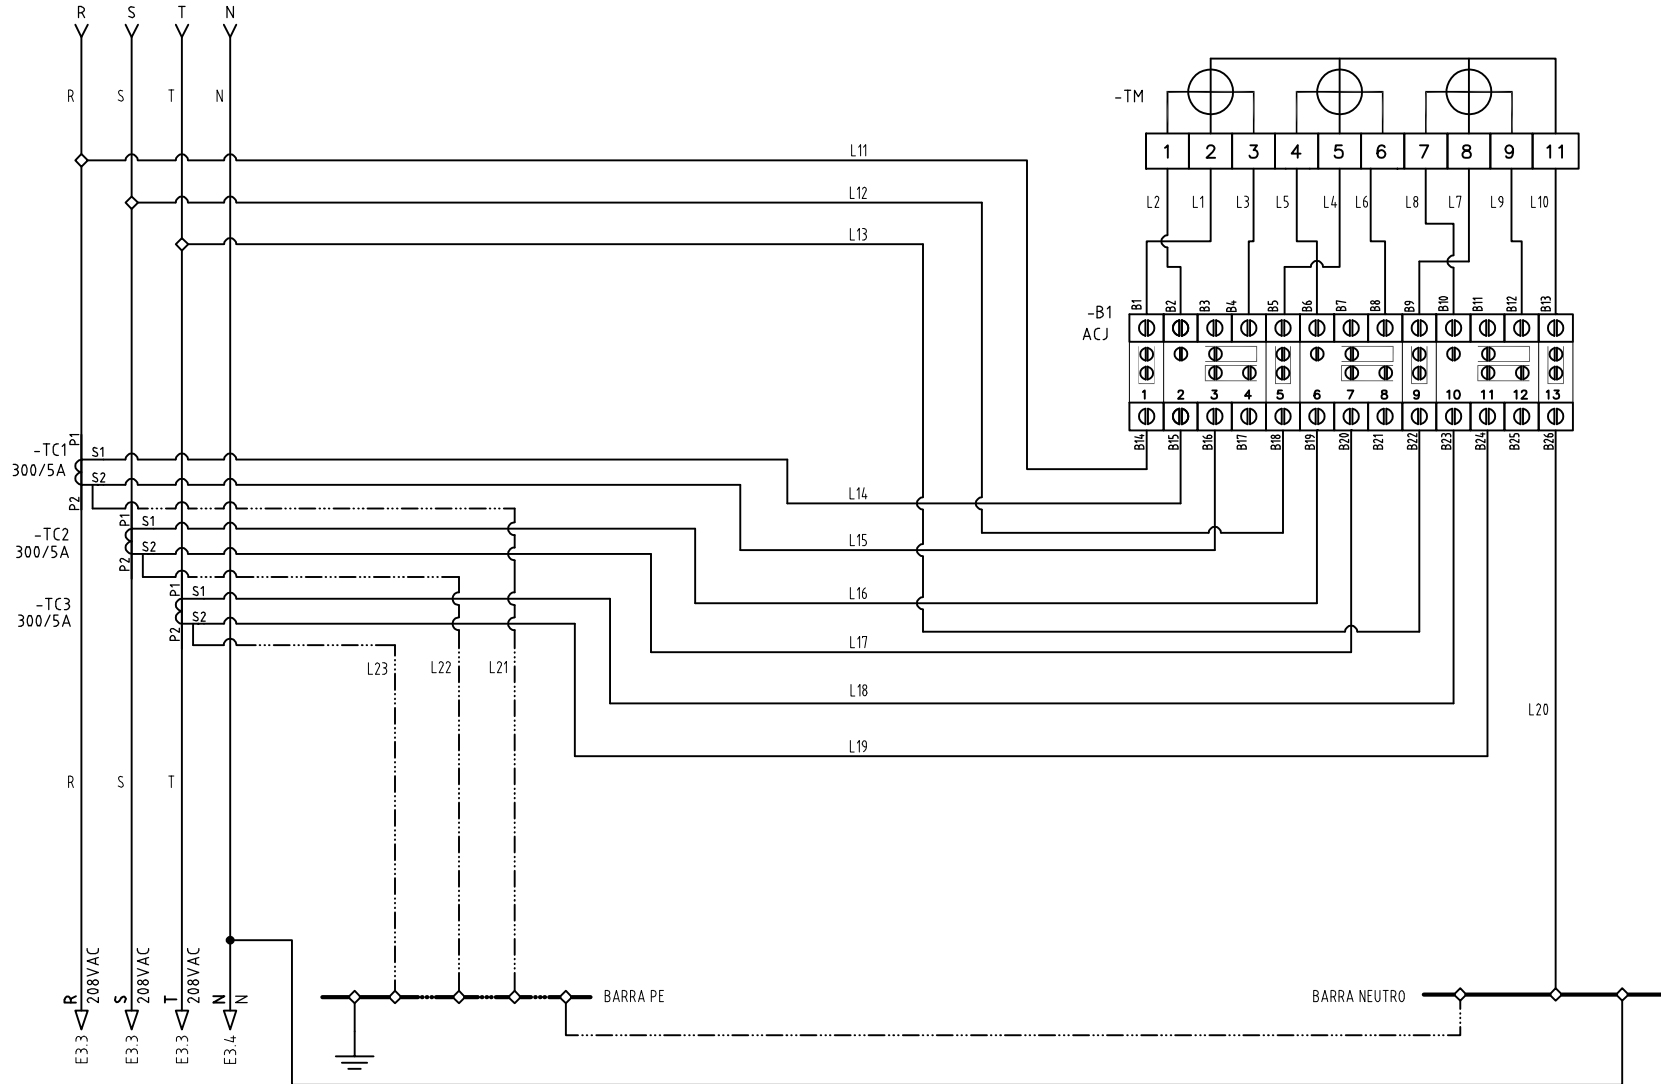 R S T N
R S T N
-TM
1 2 3 4 5 6 7 8 9 11
L11
L12
L13
L2 L1 L3 L5 L4 L6 L8 L7 L9 L10
B1 B2 B3 B4 B5 B6 B7 B8 B9 B10 B11 B12 B13
-B1
ACJ
1 2 3 4 5 6 7 8 9 10 11 12 13
B14 B15 B16 B17 B18 B19 B20 B21 B22 B23 B24 B25 B26
-TC1
300/5A
P1
S1
S2
P2
L14
-TC2
300/5A
P1
S1
S2
P2
L15
-TC3
300/5A
P1
S1
S2
P2
L16
L17
L23 L22 L21
L18
L20
L19
R S T
R
208VAC
S
208VAC
T
208VAC
N
N
BARRA PE
BARRA NEUTRO
E3.3 E3.3 E3.3 E3.4